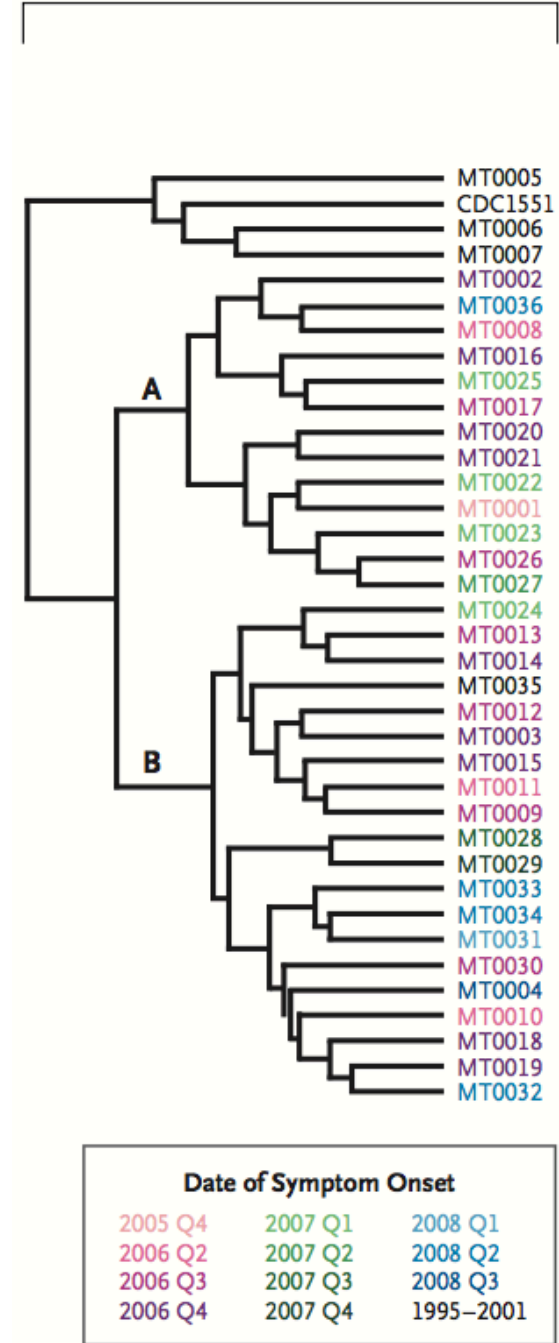 MT0005
CDC1551
MT0006
MT0007
MT0002
MT0036
MT0008
MT0016
MT0025
A
MT0017
MT0020
MT0021
MT0022
MT0001
MT0023
MT0026
MT0027
MT0024
MT0013
MT0014
MT0035
MT0012
MT0003
MT0015
B
MT0011
MT0009
MT0028
MT0029
MT0033
MT0034
MT0031
MT0030
MT0004
MT0010
MT0018
MT0019
MT0032
Date of Symptom Onset
2005 Q4 2007 Q1 2008 Q1
2006 Q2 2007 Q2 2008 Q2
2006 Q3 2007 Q3 2008 Q3
2006 Q4 2007 Q4 1995–2001